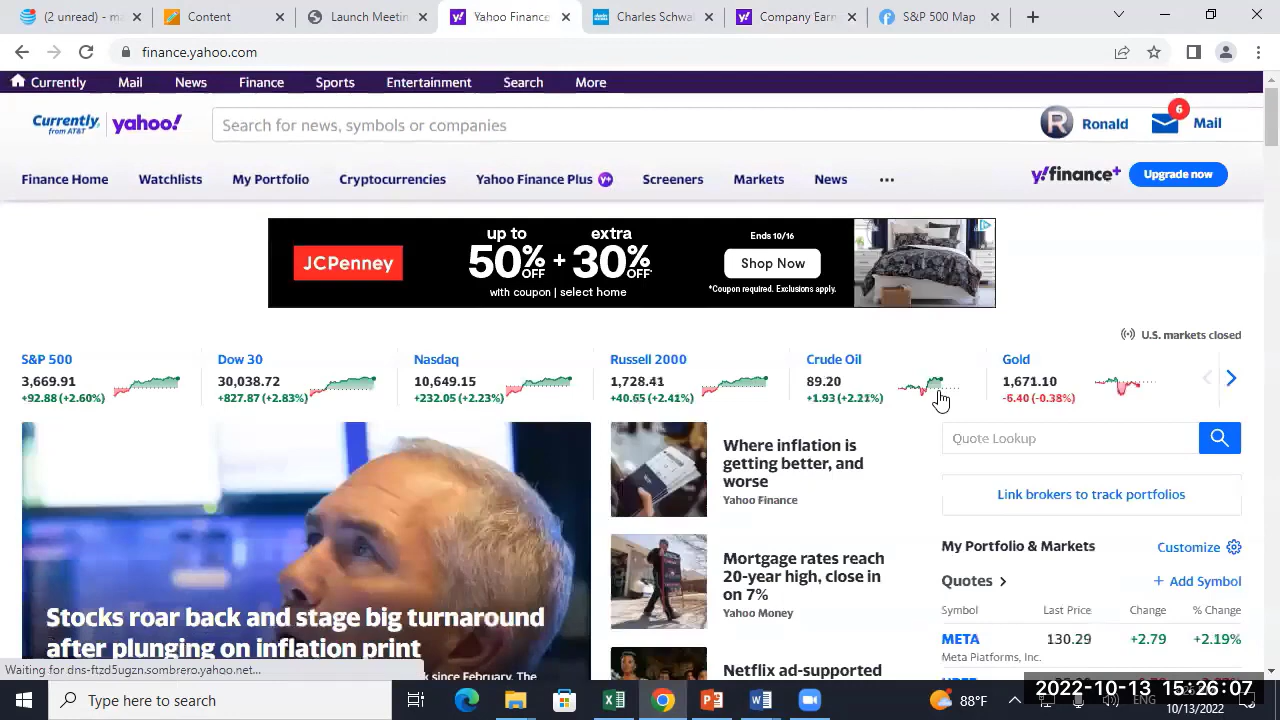 (2 unread) - rom
Content
Launch Meetin
Yahoo Finance
Charles Schwa
Company Earn
S&P 500 Map
finance.yahoo.com
Currently Mail News Finance Sports Entertainment Search More
Currently, from AT&T yahoo!
Search for news, symbols or companies
Ronald
6
Mail
Finance Home Watchlists My Portfolio Cryptocurrencies Yahoo Finance Plus y+ Screeners Markets News ...
y!finance+ Upgrade now
JCPenney
up to 50% OFF + extra 30% OFF*
with coupon | select home
Ends 10/16
Shop Now
*Coupon required. Exclusions apply.
U.S. markets closed
S&P 500
3,669.91
+92.88 (+2.60%)
Dow 30
30,038.72
+827.87 (+2.83%)
Nasdaq
10,649.15
+232.05 (+2.23%)
Russell 2000
1,728.41
+40.65 (+2.41%)
Crude Oil
89.20
+1.93 (+2.21%)
Gold
1,671.10
-6.40 (-0.38%)
Stocks roar back and stage big turnaround
after plunging on inflation print
k since February. The
Where inflation is
getting better, and
worse
Yahoo Finance
Mortgage rates reach
20-year high, close in
on 7%
Yahoo Money
Netflix ad-supported
Quote Lookup
Link brokers to track portfolios
My Portfolio & Markets Customize
Quotes + Add Symbol
Symbol Last Price Change % Change
META 130.29 +2.79 +2.19%
Meta Platforms, Inc.
Waiting for dns-ftzd5ugzn.sombrero.yahoo.net...
Type here to search
88°F
ENG
2022-10-13 15:26:07
10/13/2022